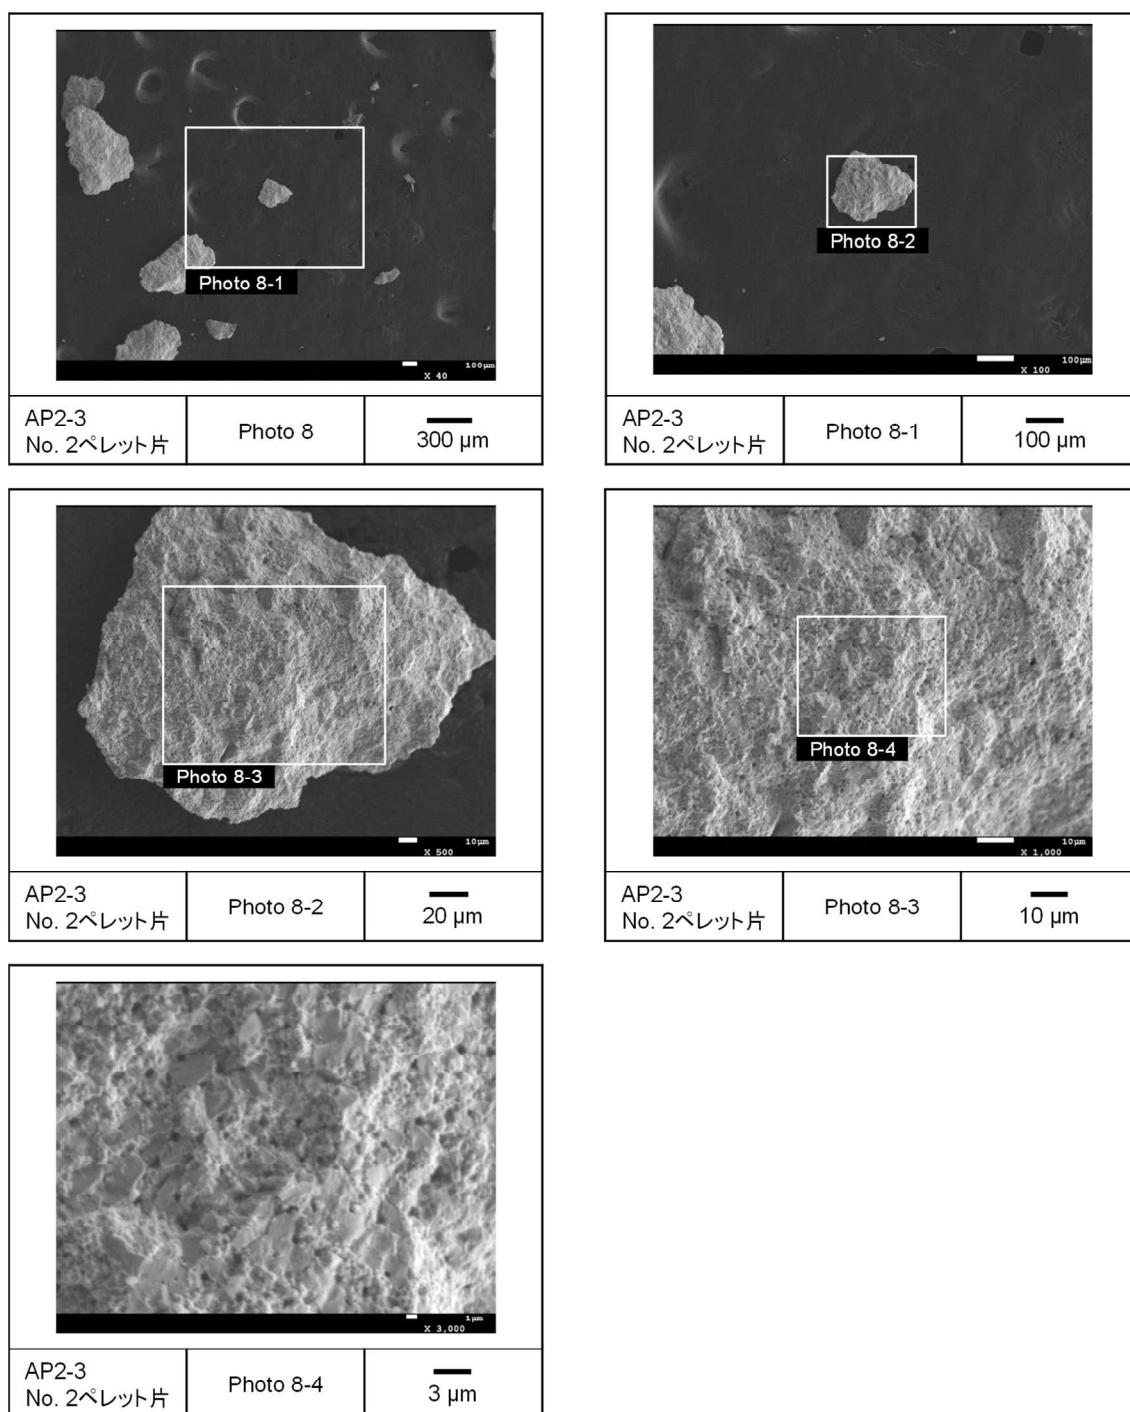 Photo 8-1
100μm
X 40
AP2-3
No. 2ペレット片
Photo 8
300 μm
Photo 8-2
100μm
X 100
AP2-3
No. 2ペレット片
Photo 8-1
100 μm
Photo 8-3
10μm
X 500
AP2-3
No. 2ペレット片
Photo 8-2
20 μm
Photo 8-4
10μm
X 1,000
AP2-3
No. 2ペレット片
Photo 8-3
10 μm
1μm
X 3,000
AP2-3
No. 2ペレット片
Photo 8-4
3 μm